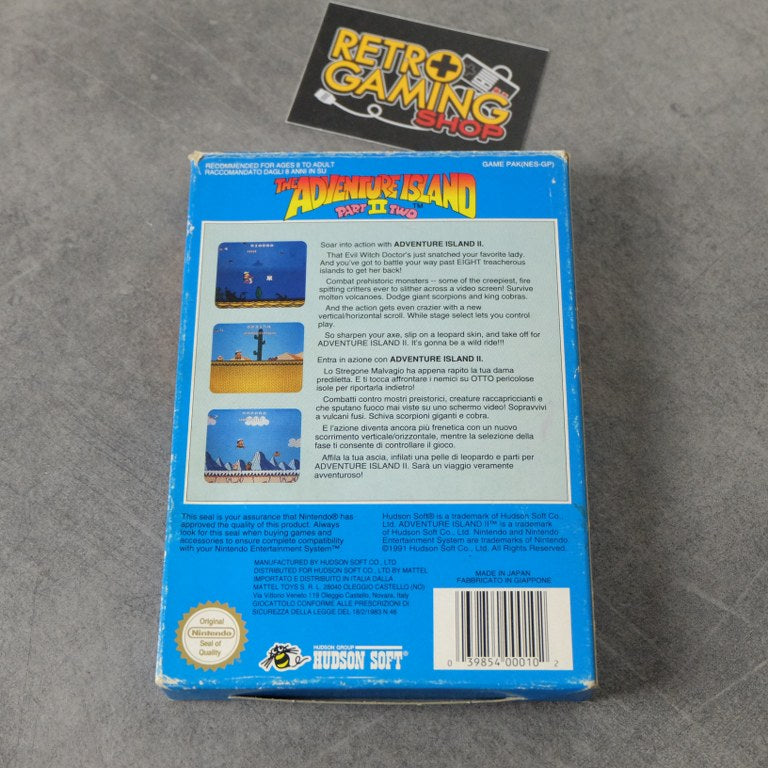 RETRO
GAMING
SHOP
RECOMMENDED FOR AGES 8 TO ADULT
RACCOMANDATO DAGLI 8 ANNI IN SU
GAME PAK(NES-GP)
THE ADVENTURE ISLAND
PART II TWO™
Soar into action with ADVENTURE ISLAND II.
That Evil Witch Doctor's just snatched your favorite lady.
And you've got to battle your way past EIGHT treacherous
islands to get her back!
Combat prehistoric monsters -- some of the creepiest, fire
spitting critters ever to slither across a video screen! Survive
molten volcanoes. Dodge giant scorpions and king cobras.
And the action gets even crazier with a new
vertical/horizontal scroll. While stage select lets you control
play.
So sharpen your axe, slip on a leopard skin, and take off for
ADVENTURE ISLAND II. It's gonna be a wild ride!!!
Entra in azione con ADVENTURE ISLAND II.
Lo Stregone Malvagio ha appena rapito la tua dama
prediletta. E ti tocca affrontare i nemici su OTTO pericolose
isole per riportarla indietro!
Combatti contro mostri preistorici, creature raccapriccianti e
che sputano fuoco mai viste su uno schermo video! Sopravvivi
a vulcani fusi. Schiva scorpioni giganti e cobra.
E l'azione diventa ancora più frenetica con un nuovo
scorrimento verticale/orizzontale, mentre la selezione della
fase ti consente di controllare il gioco.
Affila la tua ascia, infilati una pelle di leopardo e parti per
ADVENTURE ISLAND II. Sarà un viaggio veramente
avventuroso!
This seal is your assurance that Nintendo® has
approved the quality of this product. Always
look for this seal when buying games and
accessories to ensure complete compatibility
with your Nintendo Entertainment System™
Hudson Soft® is a trademark of Hudson Soft Co.,
Ltd. ADVENTURE ISLAND II™ is a trademark
of Hudson Soft Co., Ltd. Nintendo and Nintendo
Entertainment System are trademarks of Nintendo.
©1991 Hudson Soft Co., Ltd. All Rights Reserved.
MANUFACTURED BY HUDSON SOFT CO., LTD
DISTRIBUTED FOR HUDSON SOFT CO., LTD BY MATTEL
IMPORTATO E DISTRIBUITO IN ITALIA DALLA
MATTEL TOYS S. R. L. 28040 OLEGGIO CASTELLO (NO)
Via Vittorio Veneto 119 Oleggio Castello, Novara, Italy
GIOCATTOLO CONFORME ALLE PRESCRIZIONI DI
SICUREZZA DELLA LEGGE DEL 18/2/1983 N.46
MADE IN JAPAN
FABBRICATO IN GIAPPONE
Original
Nintendo
Seal of
Quality
HUDSON GROUP
HUDSON SOFT®
0 39854 00010 2